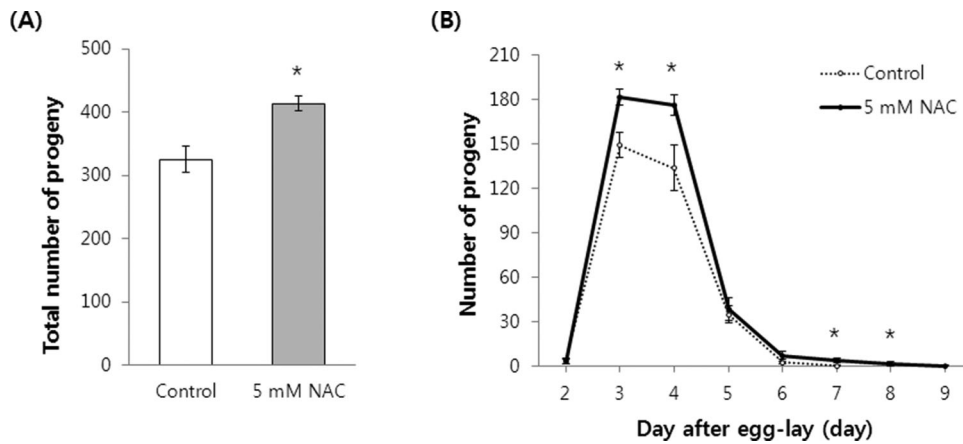 (A)
Total number of progeny
500
400
300
200
100
0
*
Control
5 mM NAC
(B)
Number of progeny
210
180
150
120
90
60
30
0
* *
* *
Control
5 mM NAC
2 3 4 5 6 7 8 9
Day after egg-lay (day)